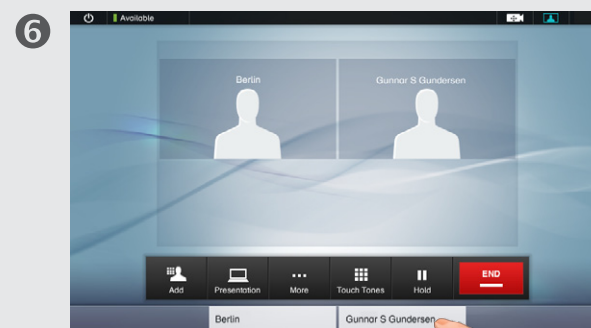 6
Available
Berlin
Gunnar S Gundersen
Add
Presentation
More
Touch Tones
Hold
END
Berlin
Gunnar S Gundersen